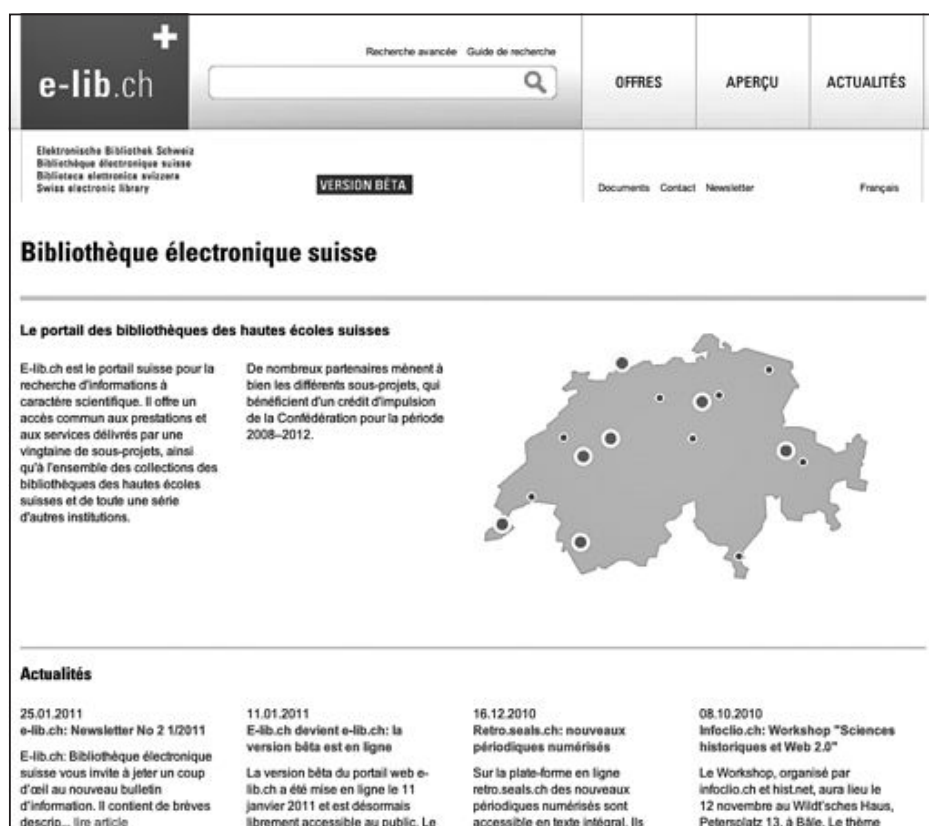 e-lib.ch
Recherche avancée Guide de recherche
OFFRES
APERÇU
ACTUALITÉS
Elektronische Bibliothek Schweiz
Bibliothèque électronique suisse
Biblioteca elettronica svizzera
Swiss electronic library
VERSION BÊTA
Documents Contact Newsletter
Français
Bibliothèque électronique suisse
Le portail des bibliothèques des hautes écoles suisses
E-lib.ch est le portail suisse pour la
recherche d'informations à
caractère scientifique. Il offre un
accès commun aux prestations et
aux services délivrés par une
vingtaine de sous-projets, ainsi
qu'à l'ensemble des collections des
bibliothèques des hautes écoles
suisses et de toute une série
d'autres institutions.
De nombreux partenaires mènent à
bien les différents sous-projets, qui
bénéficient d'un crédit d'impulsion
de la Confédération pour la période
2008–2012.
Actualités
25.01.2011
e-lib.ch: Newsletter No 2 1/2011
E-lib.ch: Bibliothèque électronique
suisse vous invite à jeter un coup
d'œil au nouveau bulletin
d'information. Il contient de brèves
descrip... lire article
11.01.2011
E-lib.ch devient e-lib.ch: la
version bêta est en ligne
La version bêta du portail web e-
lib.ch a été mise en ligne le 11
janvier 2011 et est désormais
librement accessible au public. Le
16.12.2010
Retro.seals.ch: nouveaux
périodiques numérisés
Sur la plate-forme en ligne
retro.seals.ch des nouveaux
périodiques numérisés sont
accessible en texte intégral. Ils
08.10.2010
Infoclio.ch: Workshop "Sciences
historiques et Web 2.0"
Le Workshop, organisé par
infoclio.ch et hist.net, aura lieu le
12 novembre au Wildt'sches Haus,
Petersplatz 13, à Bâle. Le thème